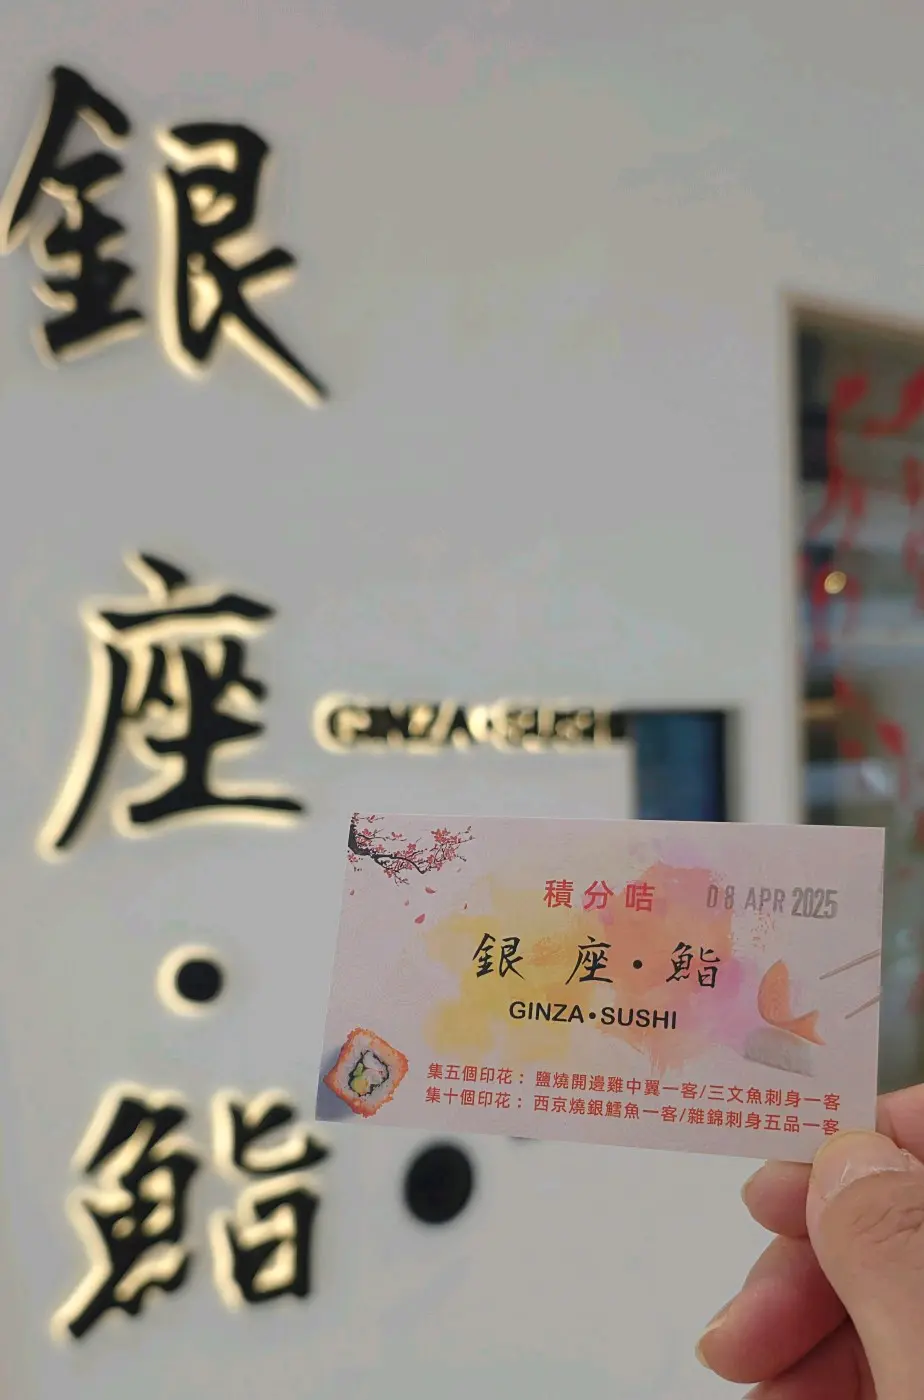 銀
座
•
鮨
GINZA•SUSHI
積分咭
08 APR 2025
銀 座•鮨
GINZA•SUSHI
集五個印花：鹽燒開邊雞中翼一客/三文魚刺身一客
集十個印花：西京燒銀鱈魚一客/雜錦刺身五品一客